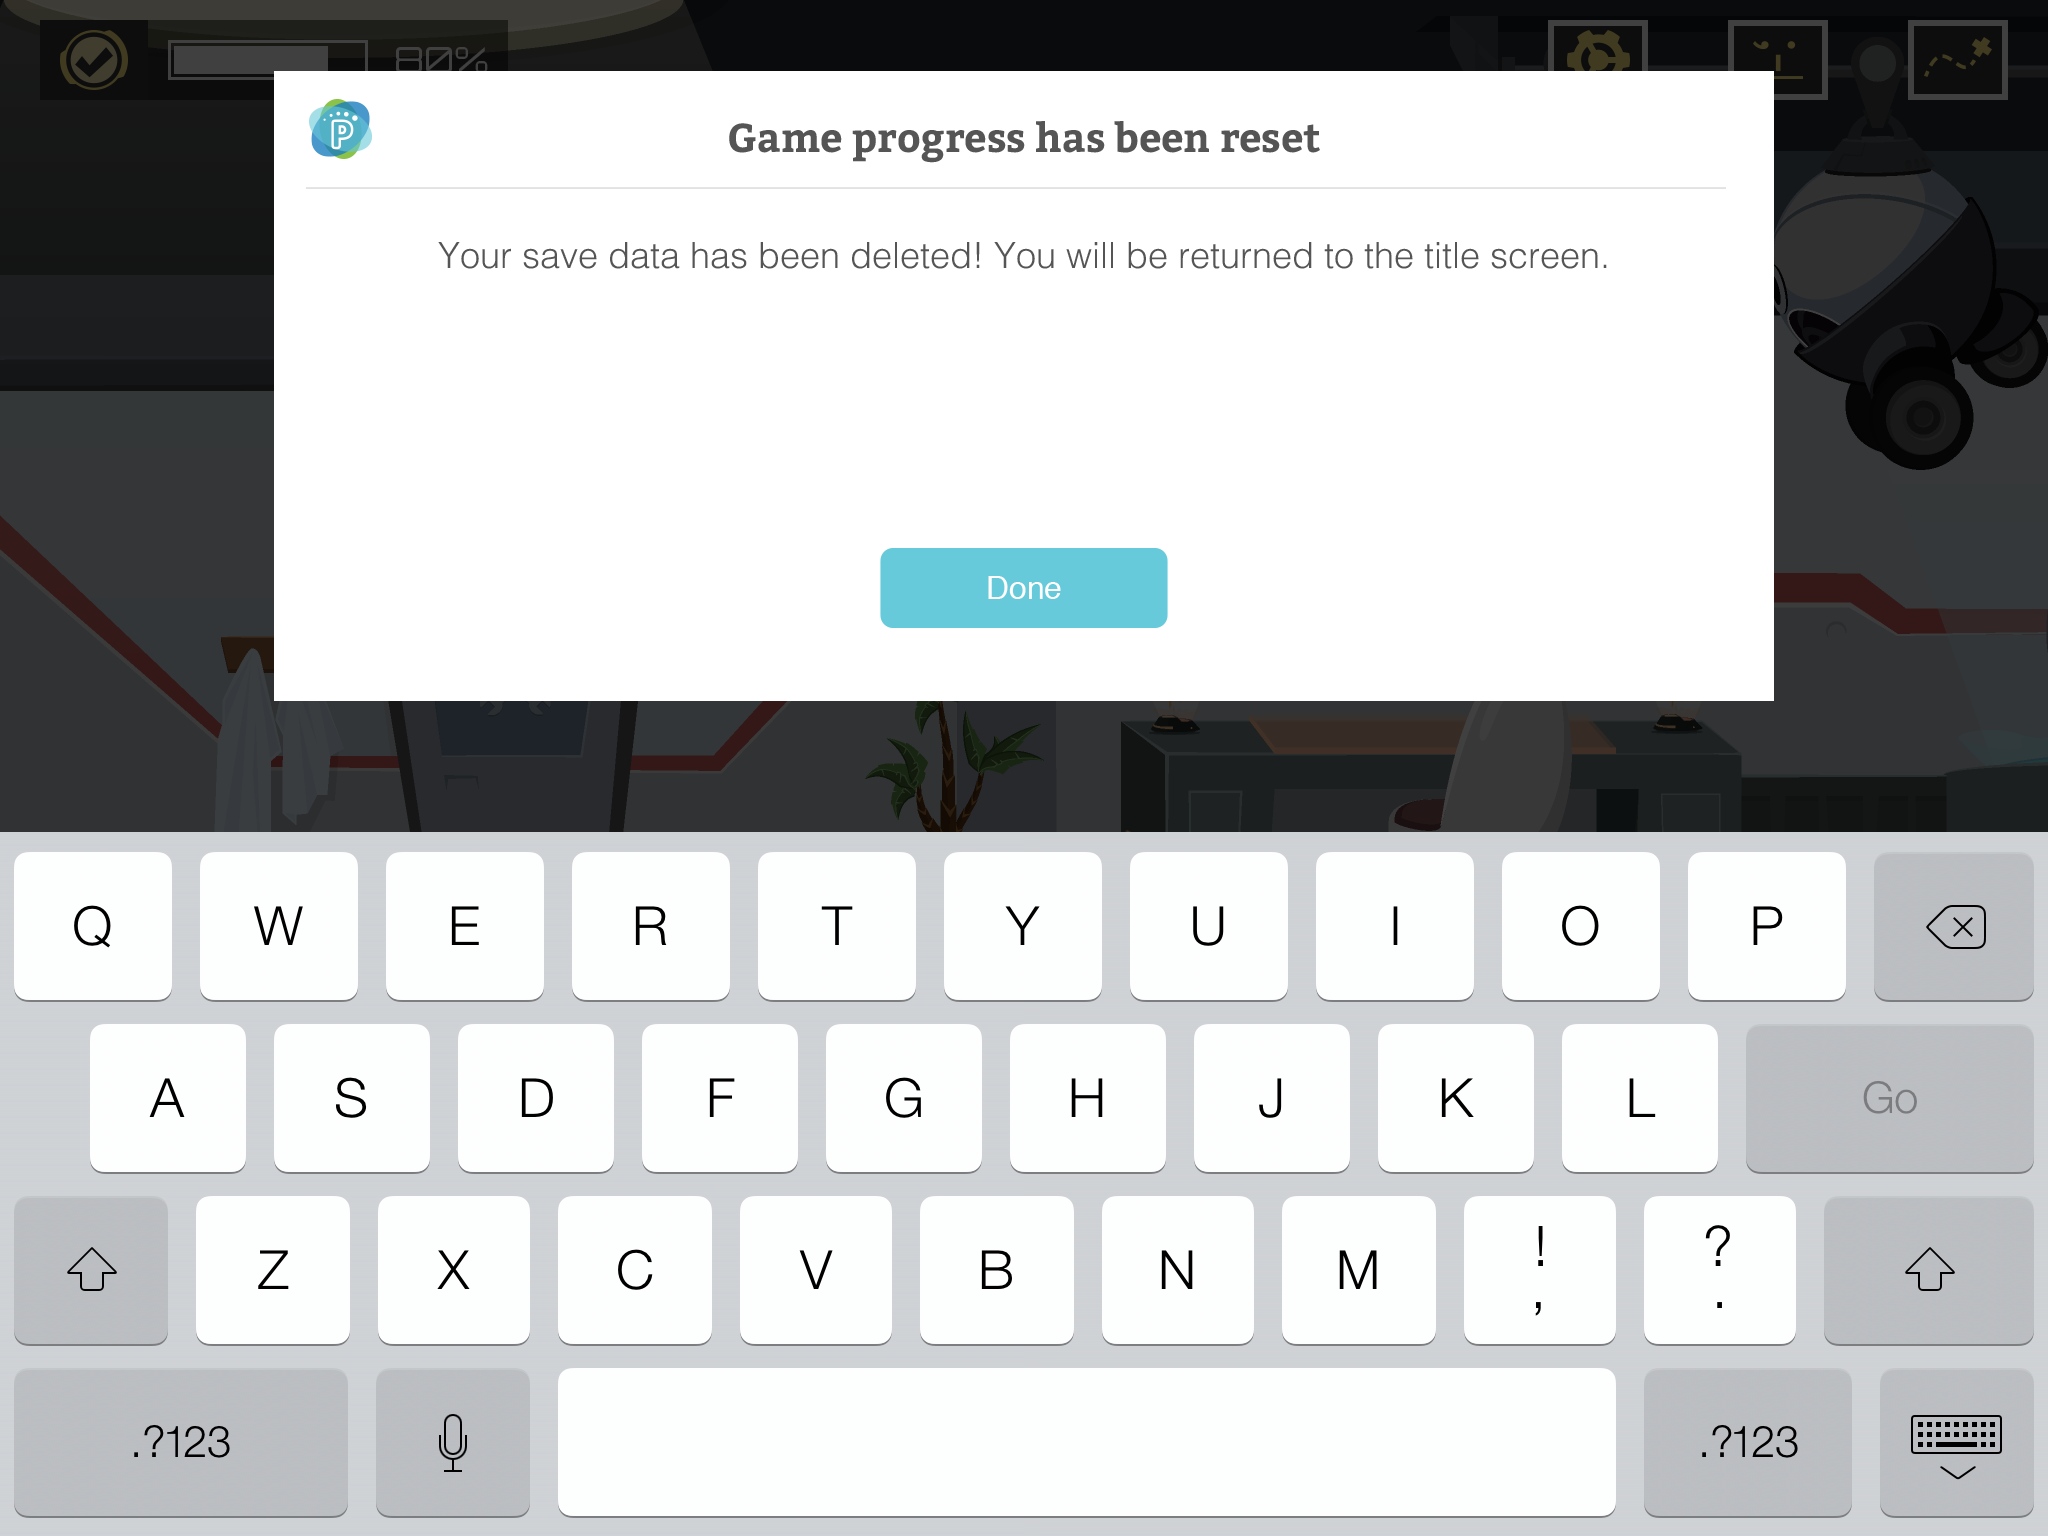 80%
P
Game progress has been reset
Your save data has been deleted! You will be returned to the title screen.
Done
Q W E R T Y U I O P
A S D F G H J K L Go
Z X C V B N M ! , ? .
.?123 .?123